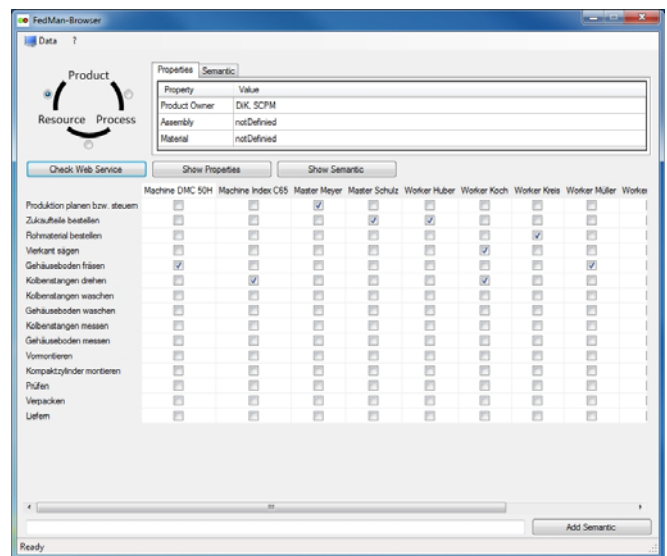 FedMan-Browser
Data ?
Product
Resource Process
Properties Semantic
Property Value
Product Owner DiK, SCPM
Assembly notDefinied
Material notDefinied
Check Web Service Show Properties Show Semantic
Machine DMC 50H Machine Index C65 Master Meyer Master Schulz Worker Huber Worker Koch Worker Kreis Worker Müller Worker
Produktion planen bzw. steuern
Zukaufteile bestellen
Rohmaterial bestellen
Vierkant sägen
Gehäuseboden fräsen
Kolbenstangen drehen
Kolbenstangen waschen
Gehäuseboden waschen
Kolbenstangen messen
Gehäuseboden messen
Vormontieren
Kompaktzylinder montieren
Prüfen
Verpacken
Liefern
Add Semantic
Ready